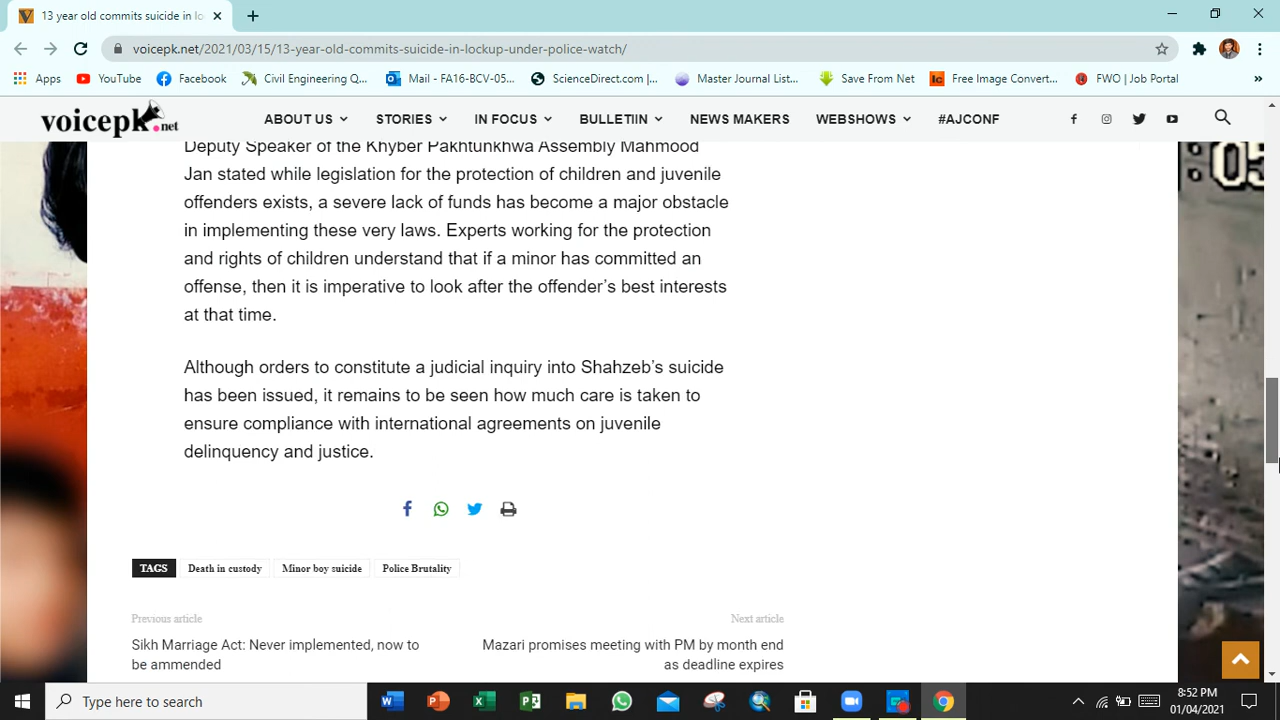 13 year old commits suicide in lo
voicepk.net/2021/03/15/13-year-old-commits-suicide-in-lockup-under-police-watch/
Apps YouTube Facebook Civil Engineering Q... Mail - FA16-BCV-05... ScienceDirect.com |... Master Journal List... Save From Net Free Image Convert... FWO | Job Portal »
voicepk.net ABOUT US STORIES IN FOCUS BULLETIIN NEWS MAKERS WEBSHOWS #AJCONF
Deputy Speaker of the Khyber Pakhtunkhwa Assembly Mahmood
Jan stated while legislation for the protection of children and juvenile
offenders exists, a severe lack of funds has become a major obstacle
in implementing these very laws. Experts working for the protection
and rights of children understand that if a minor has committed an
offense, then it is imperative to look after the offender’s best interests
at that time.
Although orders to constitute a judicial inquiry into Shahzeb’s suicide
has been issued, it remains to be seen how much care is taken to
ensure compliance with international agreements on juvenile
delinquency and justice.
TAGS Death in custody Minor boy suicide Police Brutality
Previous article Next article
Sikh Marriage Act: Never implemented, now to Mazari promises meeting with PM by month end
be ammended as deadline expires
:05
Type here to search
8:52 PM
01/04/2021